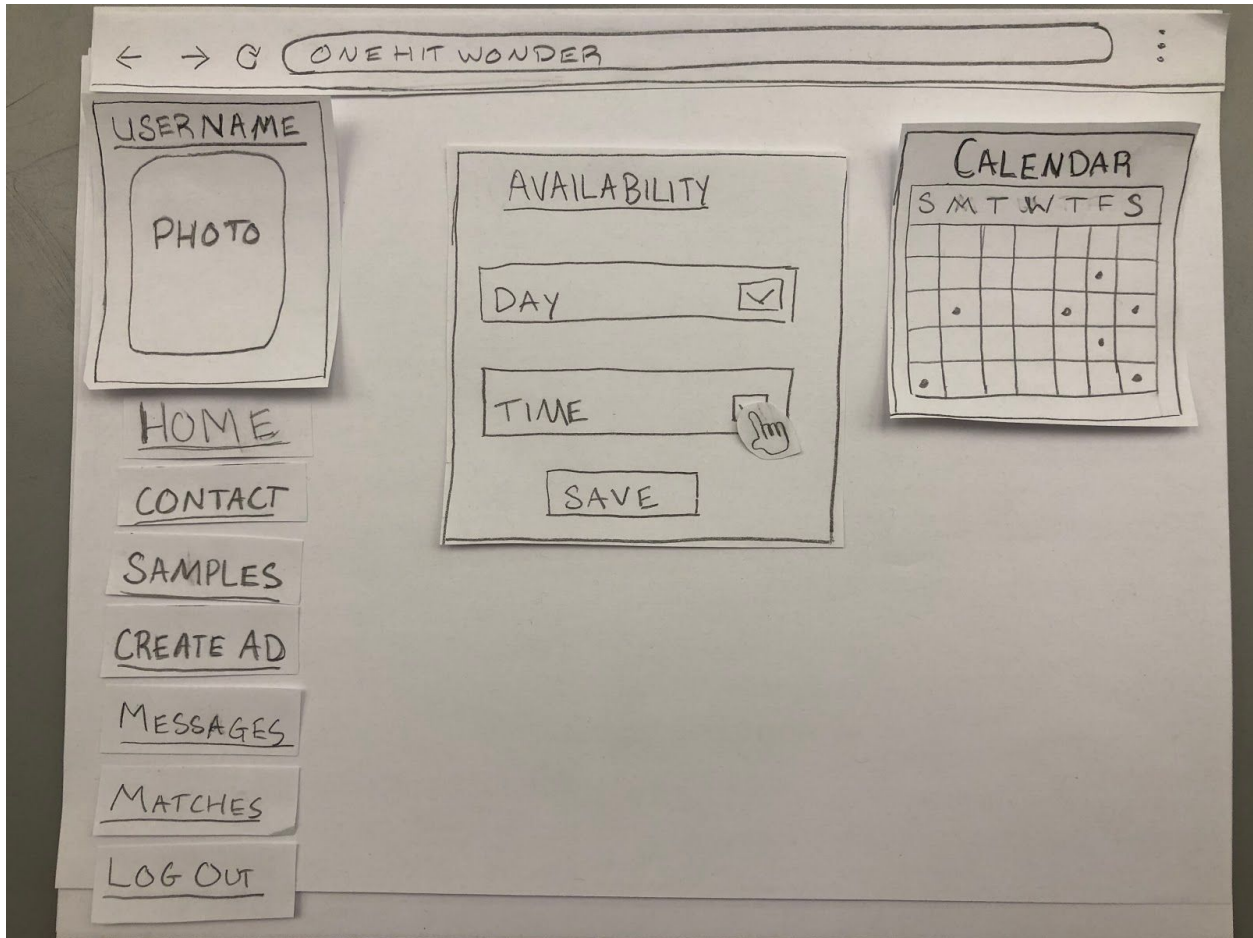 ONE HIT WONDER
USERNAME
PHOTO
HOME
CONTACT
SAMPLES
CREATE AD
MESSAGES
MATCHES
LOG OUT
AVAILABILITY
DAY
TIME
SAVE
CALENDAR
S M T W T F S